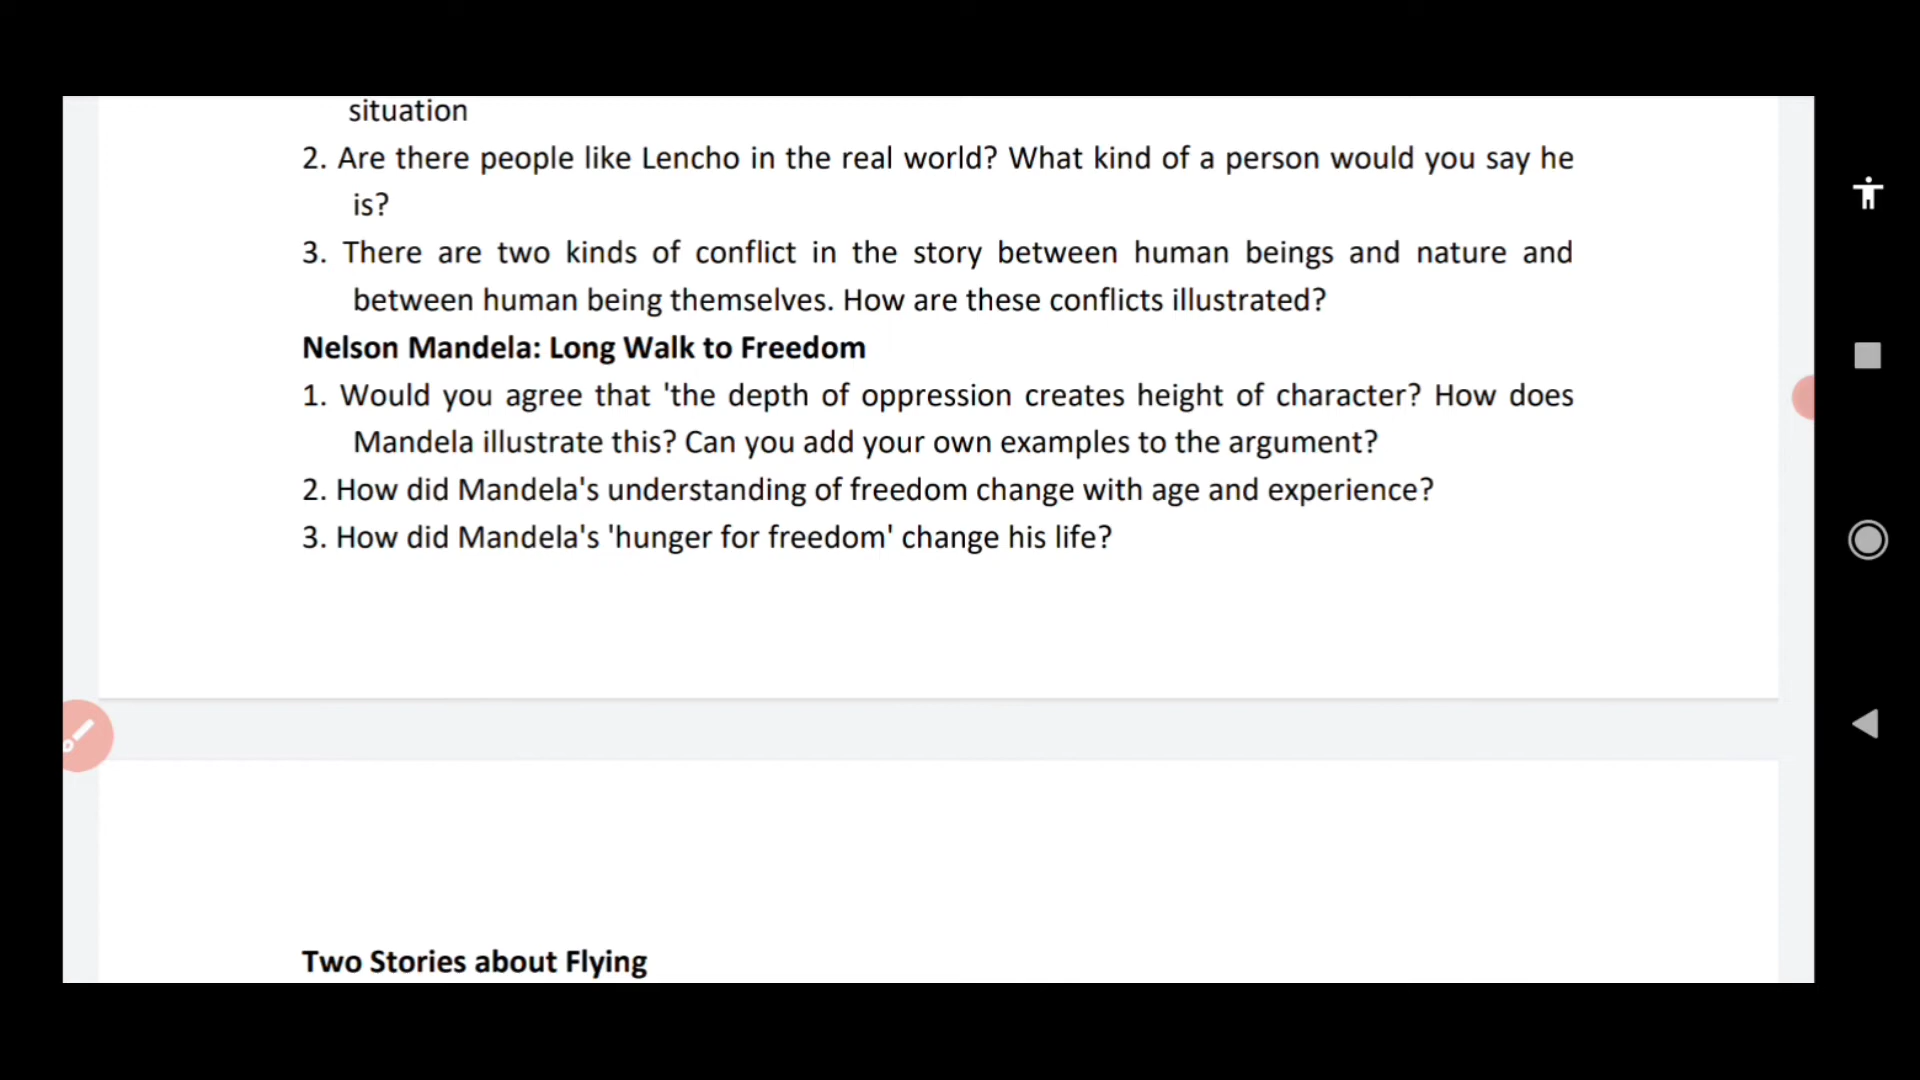 situation
2. Are there people like Lencho in the real world? What kind of a person would you say he
is?
3. There are two kinds of conflict in the story between human beings and nature and
between human being themselves. How are these conflicts illustrated?
Nelson Mandela: Long Walk to Freedom
1. Would you agree that 'the depth of oppression creates height of character? How does
Mandela illustrate this? Can you add your own examples to the argument?
2. How did Mandela's understanding of freedom change with age and experience?
3. How did Mandela's 'hunger for freedom' change his life?
Two Stories about Flying